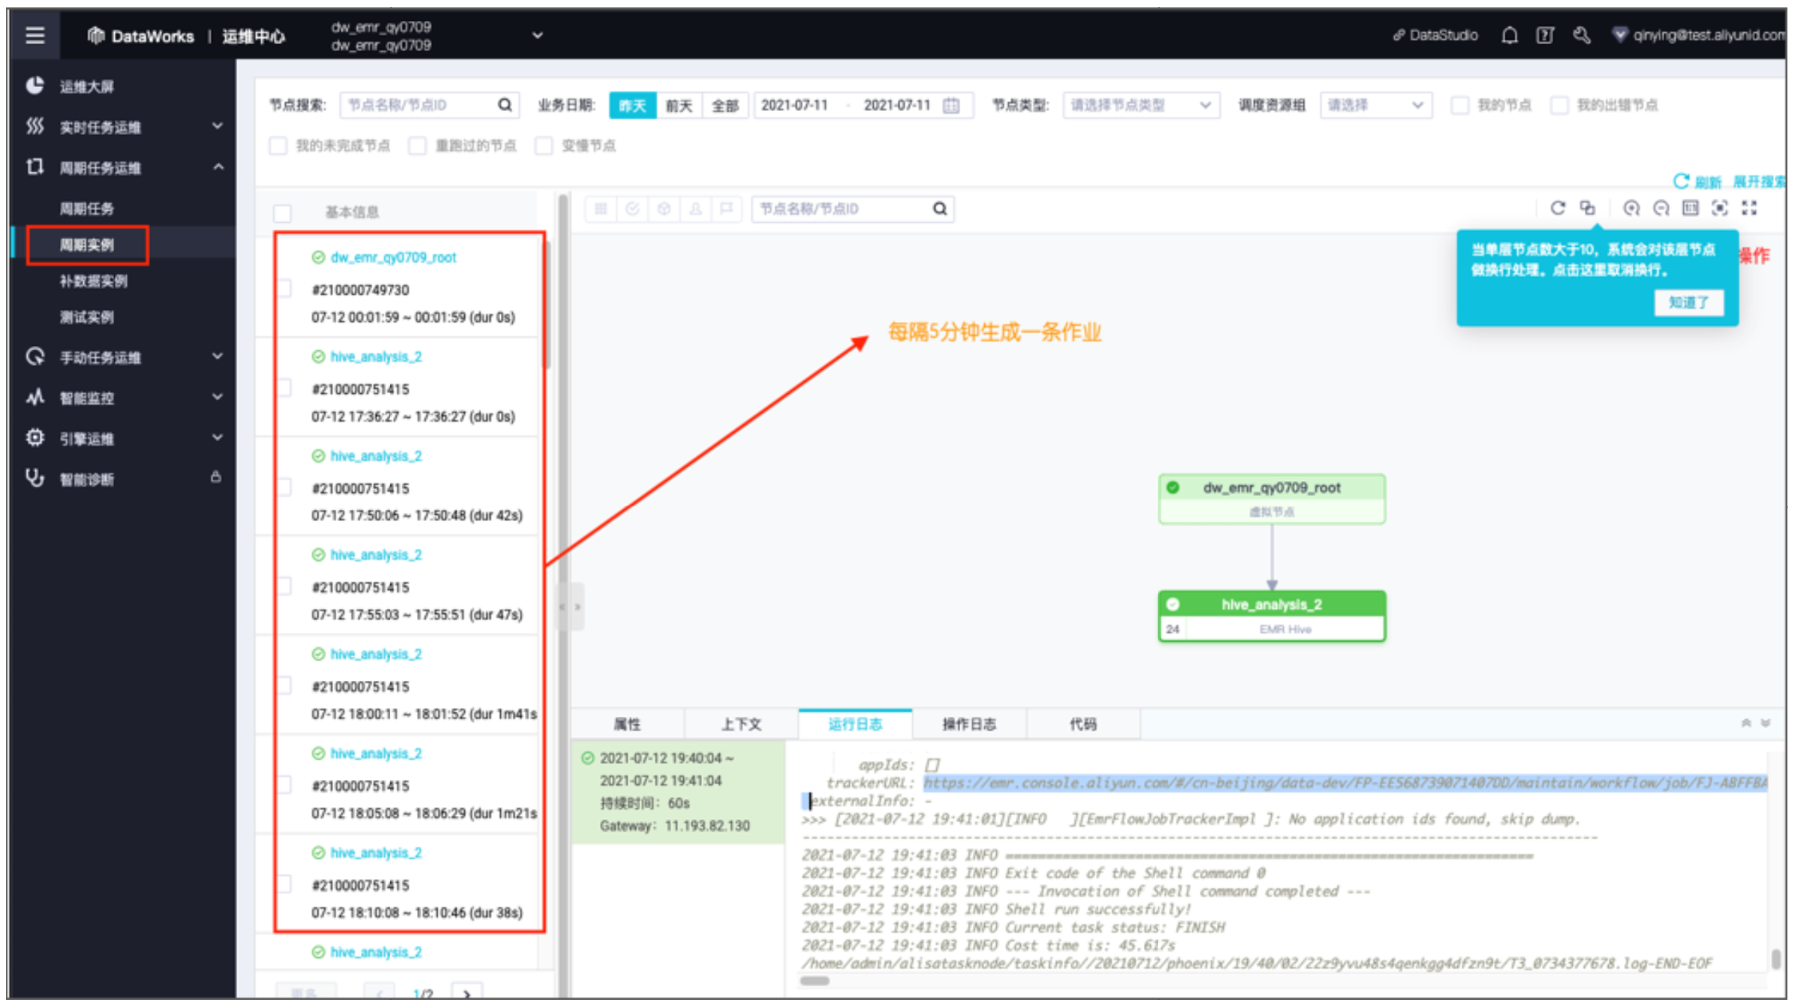 DataWorks | 运维中心
dw_emr_qy0709
dw_emr_qy0709
DataStudio
qinying@test.aliyunid.com
运维大屏
实时任务运维
周期任务运维
周期任务
周期实例
补数据实例
测试实例
手动任务运维
智能监控
引擎运维
智能诊断
节点搜索: 节点名称/节点ID 业务日期: 昨天 前天 全部 2021-07-11 - 2021-07-11 节点类型: 请选择节点类型 调度资源组 请选择 我的节点 我的出错节点
我的未完成节点 重跑过的节点 变慢节点
刷新 展开搜索
基本信息
dw_emr_qy0709_root
#210000749730
07-12 00:01:59 ~ 00:01:59 (dur 0s)
hive_analysis_2
#210000751415
07-12 17:36:27 ~ 17:36:27 (dur 0s)
hive_analysis_2
#210000751415
07-12 17:50:06 ~ 17:50:48 (dur 42s)
hive_analysis_2
#210000751415
07-12 17:55:03 ~ 17:55:51 (dur 47s)
hive_analysis_2
#210000751415
07-12 18:00:11 ~ 18:01:52 (dur 1m41s
hive_analysis_2
#210000751415
07-12 18:05:08 ~ 18:06:29 (dur 1m21s
hive_analysis_2
#210000751415
07-12 18:10:08 ~ 18:10:46 (dur 38s)
hive_analysis_2
更多 1/2
节点名称/节点ID
当单层节点数大于10，系统会对该层节点
做换行处理。点击这里取消换行。
知道了
操作
每隔5分钟生成一条作业
dw_emr_qy0709_root
虚拟节点
hive_analysis_2
24 EMR Hive
属性 上下文 运行日志 操作日志 代码
2021-07-12 19:40:04 ~
2021-07-12 19:41:04
持续时间：60s
Gateway：11.193.82.130
appIds: []
trackerURL: https://emr.console.aliyun.com/#/cn-beijing/data-dev/FP-EE568739071407DD/maintain/workflow/job/FJ-ABFFBA
externalInfo: -
>>> [2021-07-12 19:41:01][INFO ][EmrFlowJobTrackerImpl ]: No application ids found, skip dump.
2021-07-12 19:41:03 INFO =================================================================
2021-07-12 19:41:03 INFO Exit code of the Shell command 0
2021-07-12 19:41:03 INFO --- Invocation of Shell command completed ---
2021-07-12 19:41:03 INFO Shell run successfully!
2021-07-12 19:41:03 INFO Current task status: FINISH
2021-07-12 19:41:03 INFO Cost time is: 45.617s
/home/admin/alisatasknode/taskinfo//20210712/phoenix/19/40/02/22z9yvu48s4qenkgg4dfzn9t/T3_0734377678.log-END-EOF